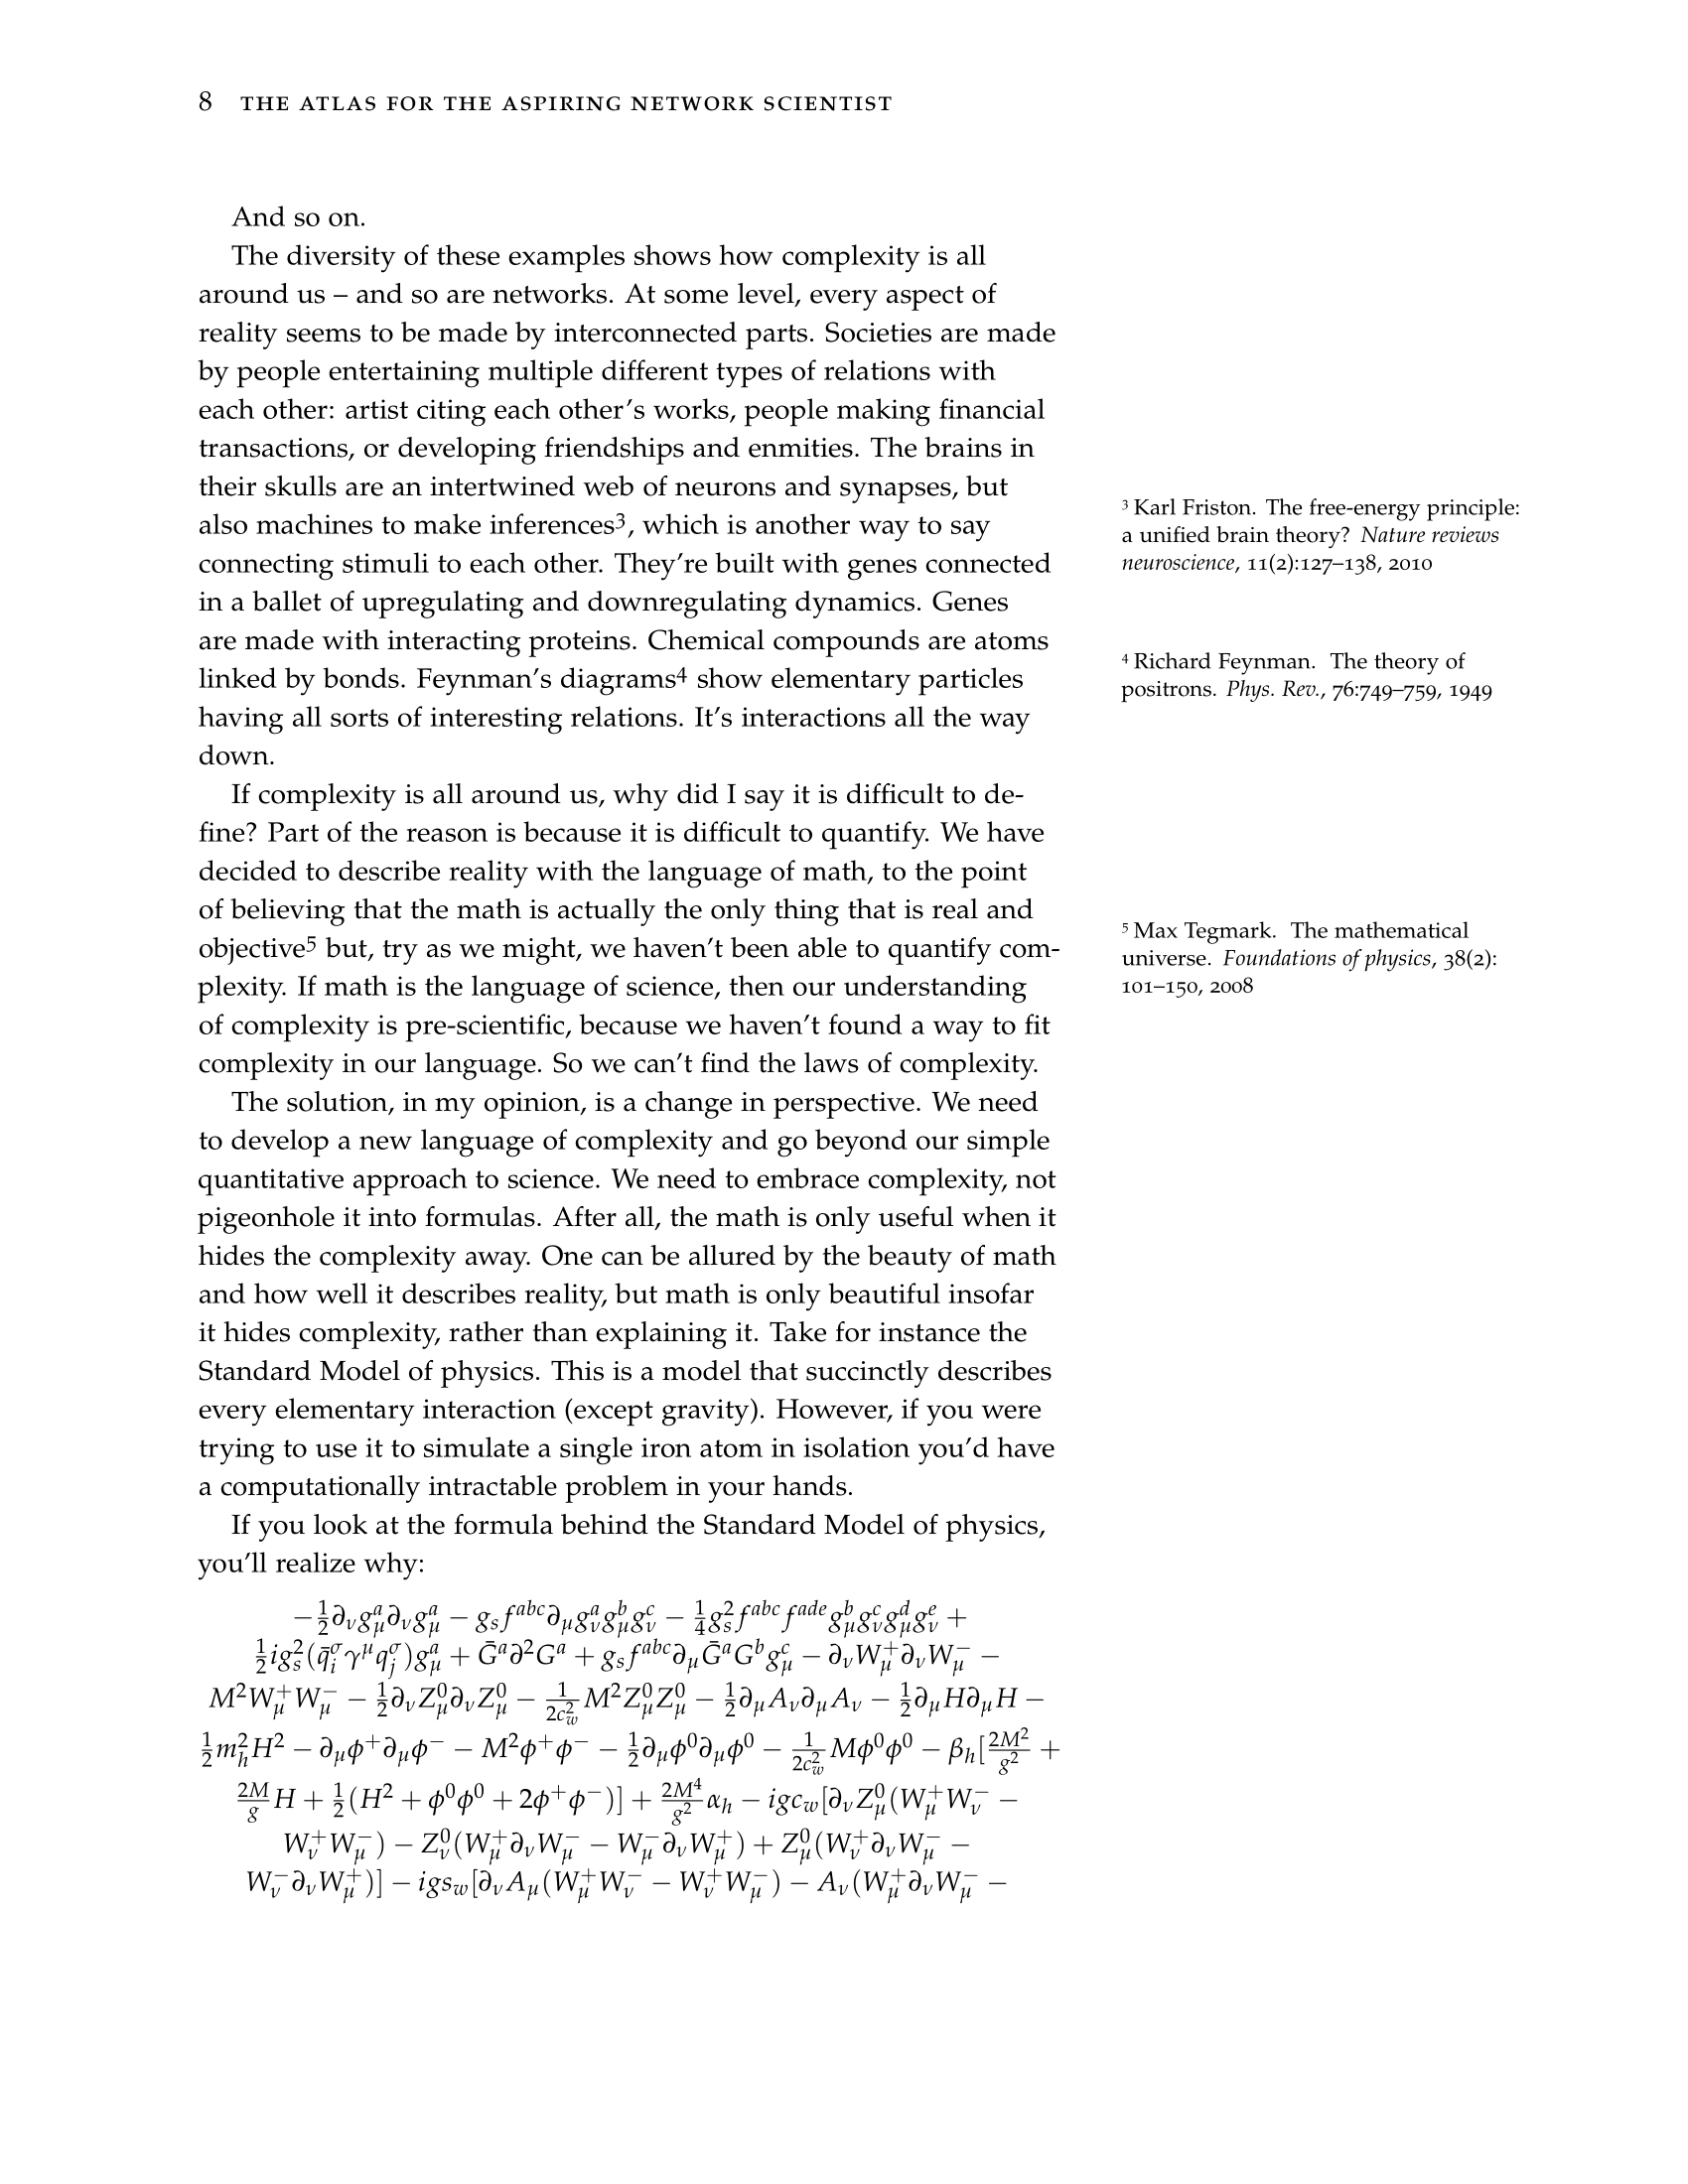 8 THE ATLAS FOR THE ASPIRING NETWORK SCIENTIST
And so on.
The diversity of these examples shows how complexity is all
around us – and so are networks. At some level, every aspect of
reality seems to be made by interconnected parts. Societies are made
by people entertaining multiple different types of relations with
each other: artist citing each other's works, people making financial
transactions, or developing friendships and enmities. The brains in
their skulls are an intertwined web of neurons and synapses, but
also machines to make inferences³, which is another way to say
connecting stimuli to each other. They're built with genes connected
in a ballet of upregulating and downregulating dynamics. Genes
are made with interacting proteins. Chemical compounds are atoms
linked by bonds. Feynman's diagrams⁴ show elementary particles
having all sorts of interesting relations. It's interactions all the way
down.
If complexity is all around us, why did I say it is difficult to de-
fine? Part of the reason is because it is difficult to quantify. We have
decided to describe reality with the language of math, to the point
of believing that the math is actually the only thing that is real and
objective⁵ but, try as we might, we haven't been able to quantify com-
plexity. If math is the language of science, then our understanding
of complexity is pre-scientific, because we haven't found a way to fit
complexity in our language. So we can't find the laws of complexity.
The solution, in my opinion, is a change in perspective. We need
to develop a new language of complexity and go beyond our simple
quantitative approach to science. We need to embrace complexity, not
pigeonhole it into formulas. After all, the math is only useful when it
hides the complexity away. One can be allured by the beauty of math
and how well it describes reality, but math is only beautiful insofar
it hides complexity, rather than explaining it. Take for instance the
Standard Model of physics. This is a model that succinctly describes
every elementary interaction (except gravity). However, if you were
trying to use it to simulate a single iron atom in isolation you'd have
a computationally intractable problem in your hands.
If you look at the formula behind the Standard Model of physics,
you'll realize why:
$-\frac{1}{2}\partial_\nu g^a_\mu \partial_\nu g^a_\mu - g_s f^{abc} \partial_\mu g^a_\nu g^b_\mu g^c_\nu - \frac{1}{4} g^2_s f^{abc} f^{ade} g^b_\mu g^c_\nu g^d_\mu g^e_\nu +$
$\frac{1}{2} i g^2_s (\bar{q}^\sigma_i \gamma^\mu q^\sigma_j) g^a_\mu + \bar{G}^a \partial^2 G^a + g_s f^{abc} \partial_\mu \bar{G}^a G^b g^c_\mu - \partial_\nu W^+_\mu \partial_\nu W^-_\mu -$
$M^2 W^+_\mu W^-_\mu - \frac{1}{2} \partial_\nu Z^0_\mu \partial_\nu Z^0_\mu - \frac{1}{2c^2_w} M^2 Z^0_\mu Z^0_\mu - \frac{1}{2} \partial_\mu A_\nu \partial_\mu A_\nu - \frac{1}{2} \partial_\mu H \partial_\mu H -$
$\frac{1}{2} m^2_h H^2 - \partial_\mu \phi^+ \partial_\mu \phi^- - M^2 \phi^+ \phi^- - \frac{1}{2} \partial_\mu \phi^0 \partial_\mu \phi^0 - \frac{1}{2c^2_w} M \phi^0 \phi^0 - \beta_h [\frac{2M^2}{g^2} +$
$\frac{2M}{g} H + \frac{1}{2} (H^2 + \phi^0 \phi^0 + 2\phi^+ \phi^-)] + \frac{2M^4}{g^2} \alpha_h - i g c_w [\partial_\nu Z^0_\mu (W^+_\mu W^-_\nu -$
$W^+_\nu W^-_\mu) - Z^0_\nu (W^+_\mu \partial_\nu W^-_\mu - W^-_\mu \partial_\nu W^+_\mu) + Z^0_\mu (W^+_\nu \partial_\nu W^-_\mu -$
$W^-_\nu \partial_\nu W^+_\mu)] - i g s_w [\partial_\nu A_\mu (W^+_\mu W^-_\nu - W^+_\nu W^-_\mu) - A_\nu (W^+_\mu \partial_\nu W^-_\mu -$
³ Karl Friston. The free-energy principle:
a unified brain theory? Nature reviews
neuroscience, 11(2):127–138, 2010
⁴ Richard Feynman. The theory of
positrons. Phys. Rev., 76:749–759, 1949
⁵ Max Tegmark. The mathematical
universe. Foundations of physics, 38(2):
101–150, 2008